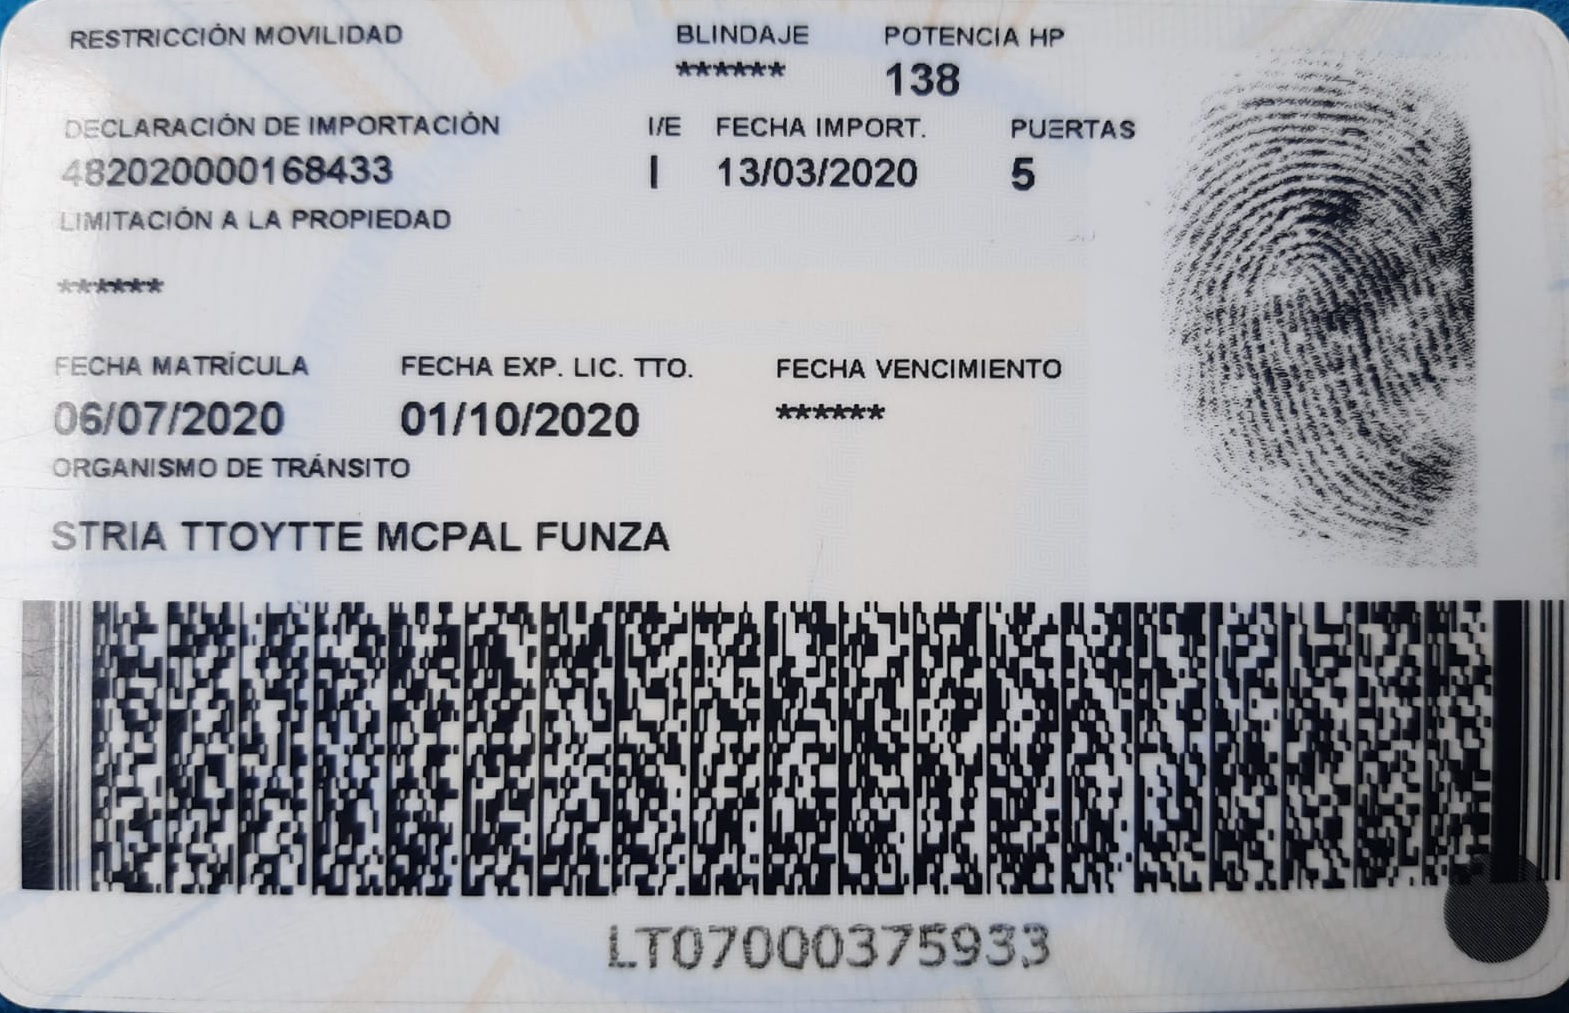 RESTRICCIÓN MOVILIDAD BLINDAJE POTENCIA HP
****** 138
DECLARACIÓN DE IMPORTACIÓN I/E FECHA IMPORT. PUERTAS
482020000168433 I 13/03/2020 5
LIMITACIÓN A LA PROPIEDAD
******
FECHA MATRÍCULA FECHA EXP. LIC. TTO. FECHA VENCIMIENTO
06/07/2020 01/10/2020 ******
ORGANISMO DE TRÁNSITO
STRIA TTOYTTE MCPAL FUNZA
LT07000375933